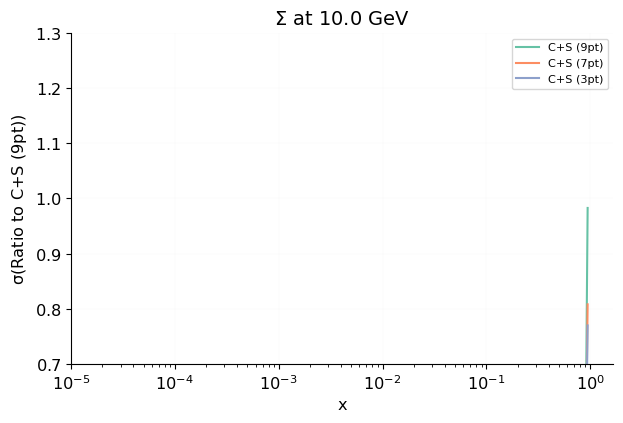 Σ at 10.0 GeV
C+S (9pt)
C+S (7pt)
C+S (3pt)
σ(Ratio to C+S (9pt))
1.3
1.2
1.1
1.0
0.9
0.8
0.7
10⁻⁵ 10⁻⁴ 10⁻³ 10⁻² 10⁻¹ 10⁰
x